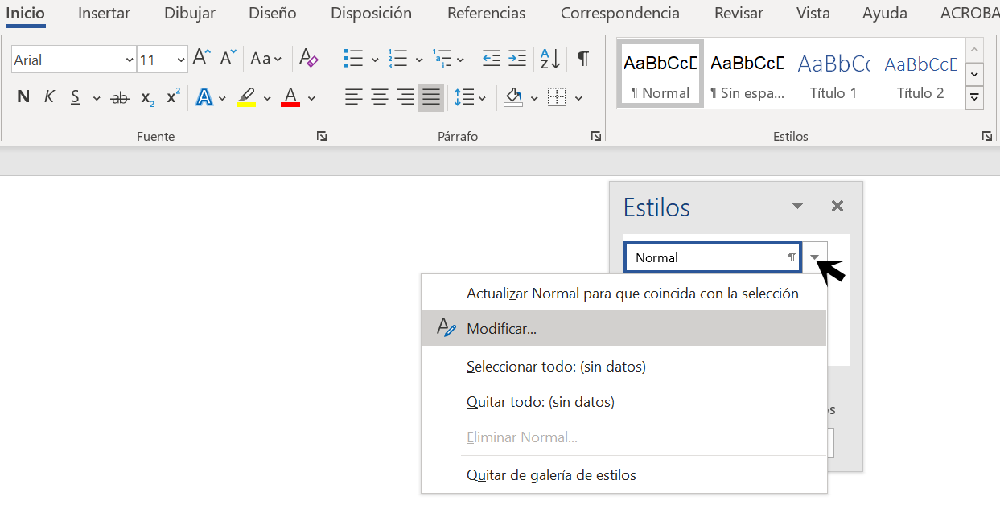 Inicio Insertar Dibujar Diseño Disposición Referencias Correspondencia Revisar Vista Ayuda ACROBA
Arial 11 A A Aa A
AaBbCcD AaBbCcD AaBbCc AaBbCcD
N K S ab x2 x2 A A
¶ Normal ¶ Sin espa... Título 1 Título 2
Fuente Párrafo Estilos
Estilos
Normal ¶
Actualizar Normal para que coincida con la selección
Modificar...
Seleccionar todo: (sin datos)
Quitar todo: (sin datos)
Eliminar Normal...
Quitar de galería de estilos